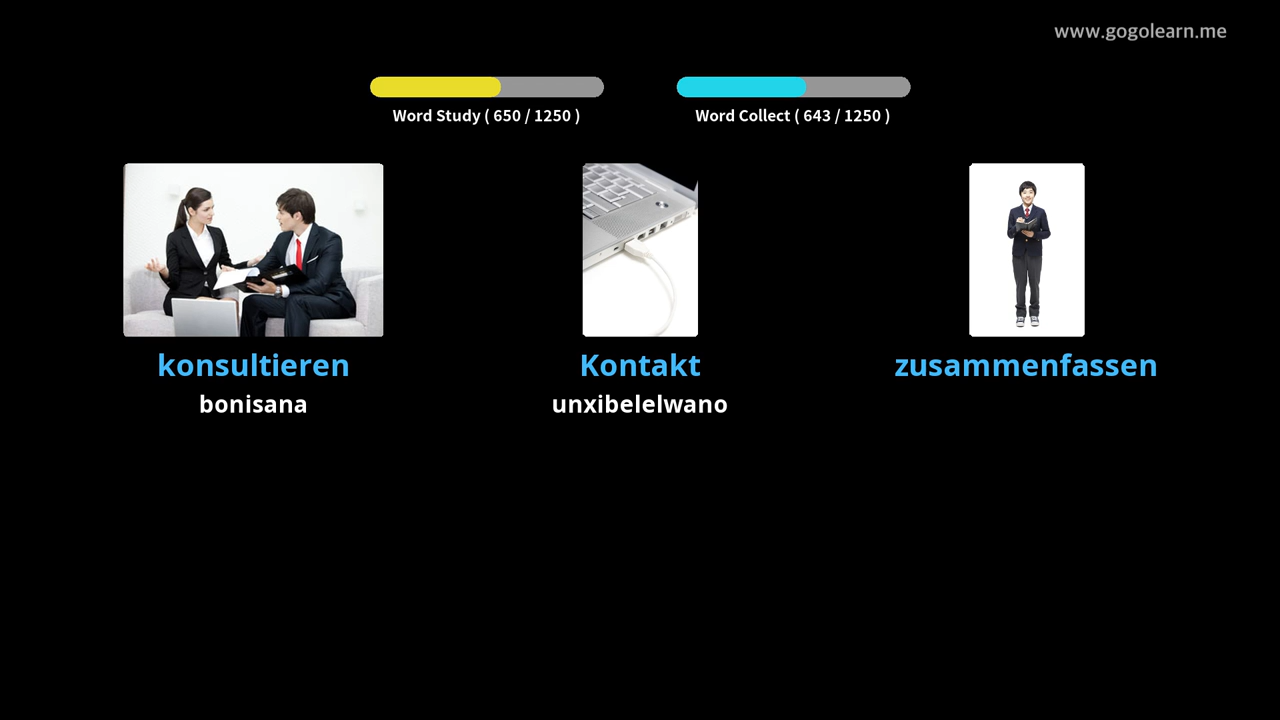 www.gogolearn.me
Word Study ( 650 / 1250 )
Word Collect ( 643 / 1250 )
konsultieren
bonisana
Kontakt
unxibelelwano
zusammenfassen